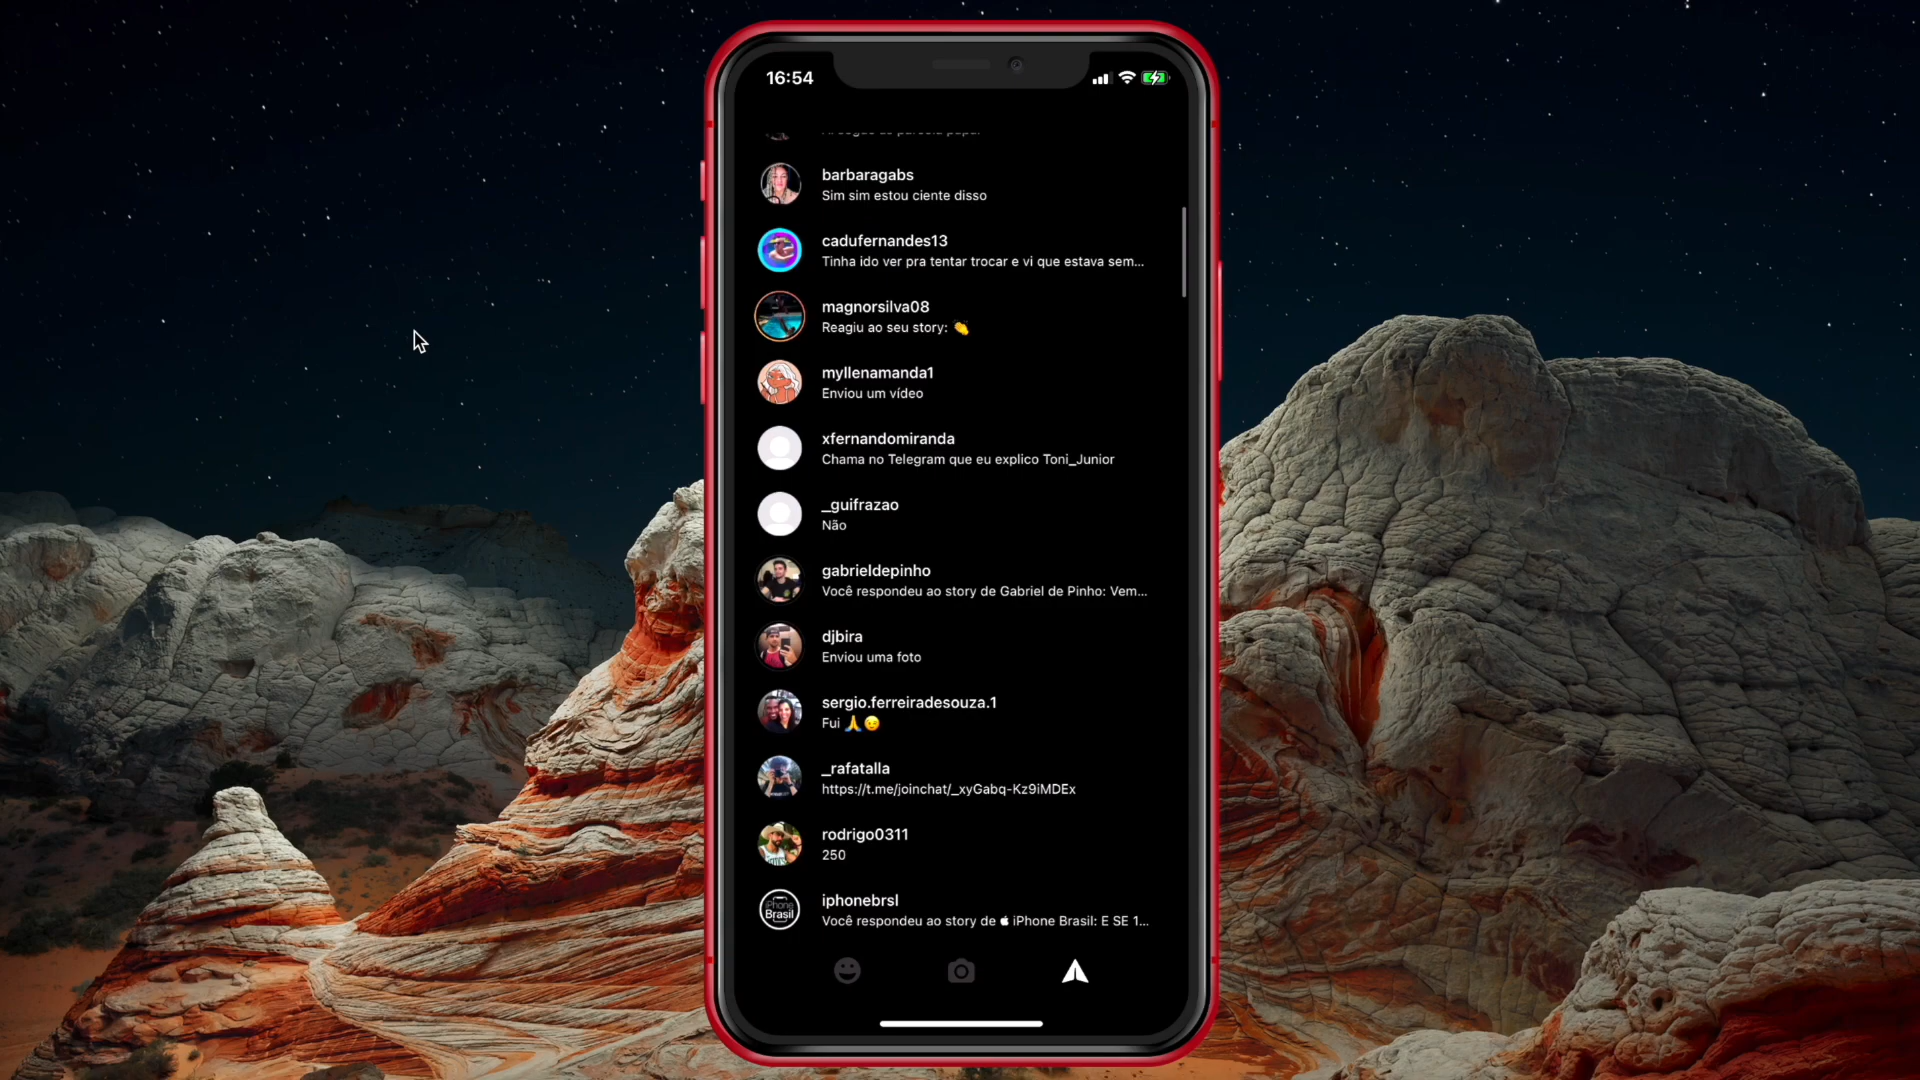 16:54
barbaragabs
Sim sim estou ciente disso
cadufernandes13
Tinha ido ver pra tentar trocar e vi que estava sem...
magnorsilva08
Reagiu ao seu story: 👏
myllenamanda1
Enviou um vídeo
xfernandomiranda
Chama no Telegram que eu explico Toni_Junior
_guifrazao
Não
gabrieldepinho
Você respondeu ao story de Gabriel de Pinho: Vem...
djbira
Enviou uma foto
sergio.ferreiradesouza.1
Fui 🙏😉
_rafatalla
https://t.me/joinchat/_xyGabq-Kz9iMDEx
rodrigo0311
250
iPhone
Brasil
iphonebrsl
Você respondeu ao story de  iPhone Brasil: E SE 1...